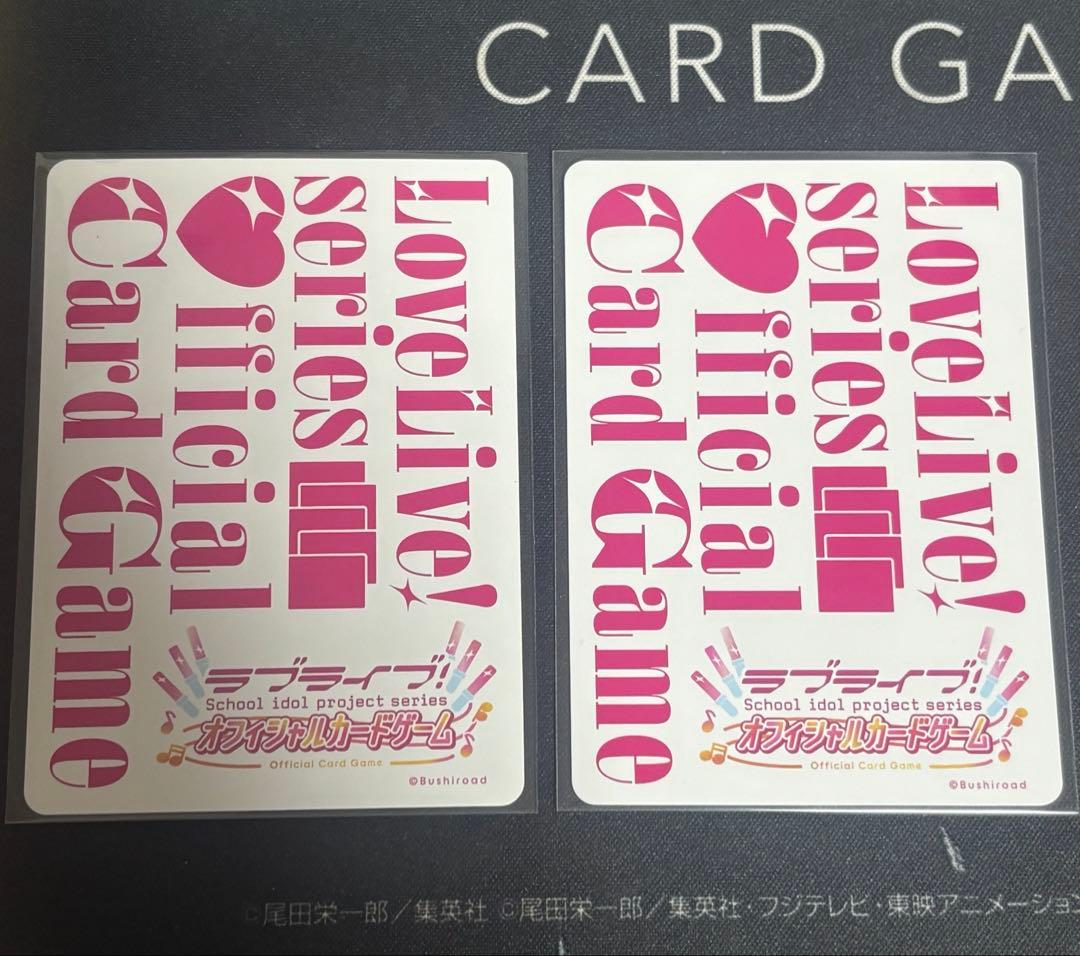 CARD GA
LoveLive!
series
♥fficial
Card Game
ラブライブ!
School idol project series
オフィシャルカードゲーム
Official Card Game
©Bushiroad
LoveLive!
series
♥fficial
Card Game
ラブライブ!
School idol project series
オフィシャルカードゲーム
Official Card Game
©Bushiroad
©尾田栄一郎／集英社 ©尾田栄一郎／集英社・フジテレビ・東映アニメーション